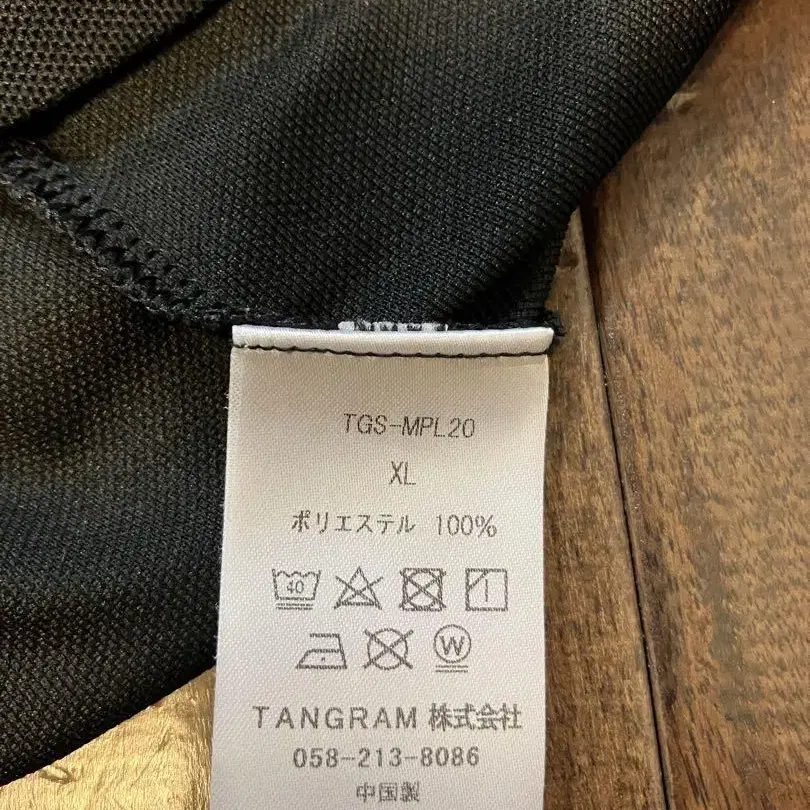 TGS-MPL20
XL
ポリエステル 100%
40
W
TANGRAM 株式会社
058-213-8086
中国製